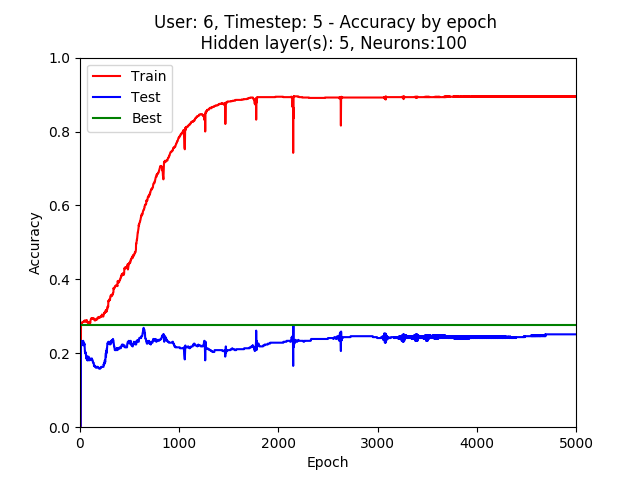 User: 6, Timestep: 5 - Accuracy by epoch
Hidden layer(s): 5, Neurons:100
1.0
Train
Test
Best
0.8
0.6
Accuracy
0.4
0.2
0.0
0 1000 2000 3000 4000 5000
Epoch